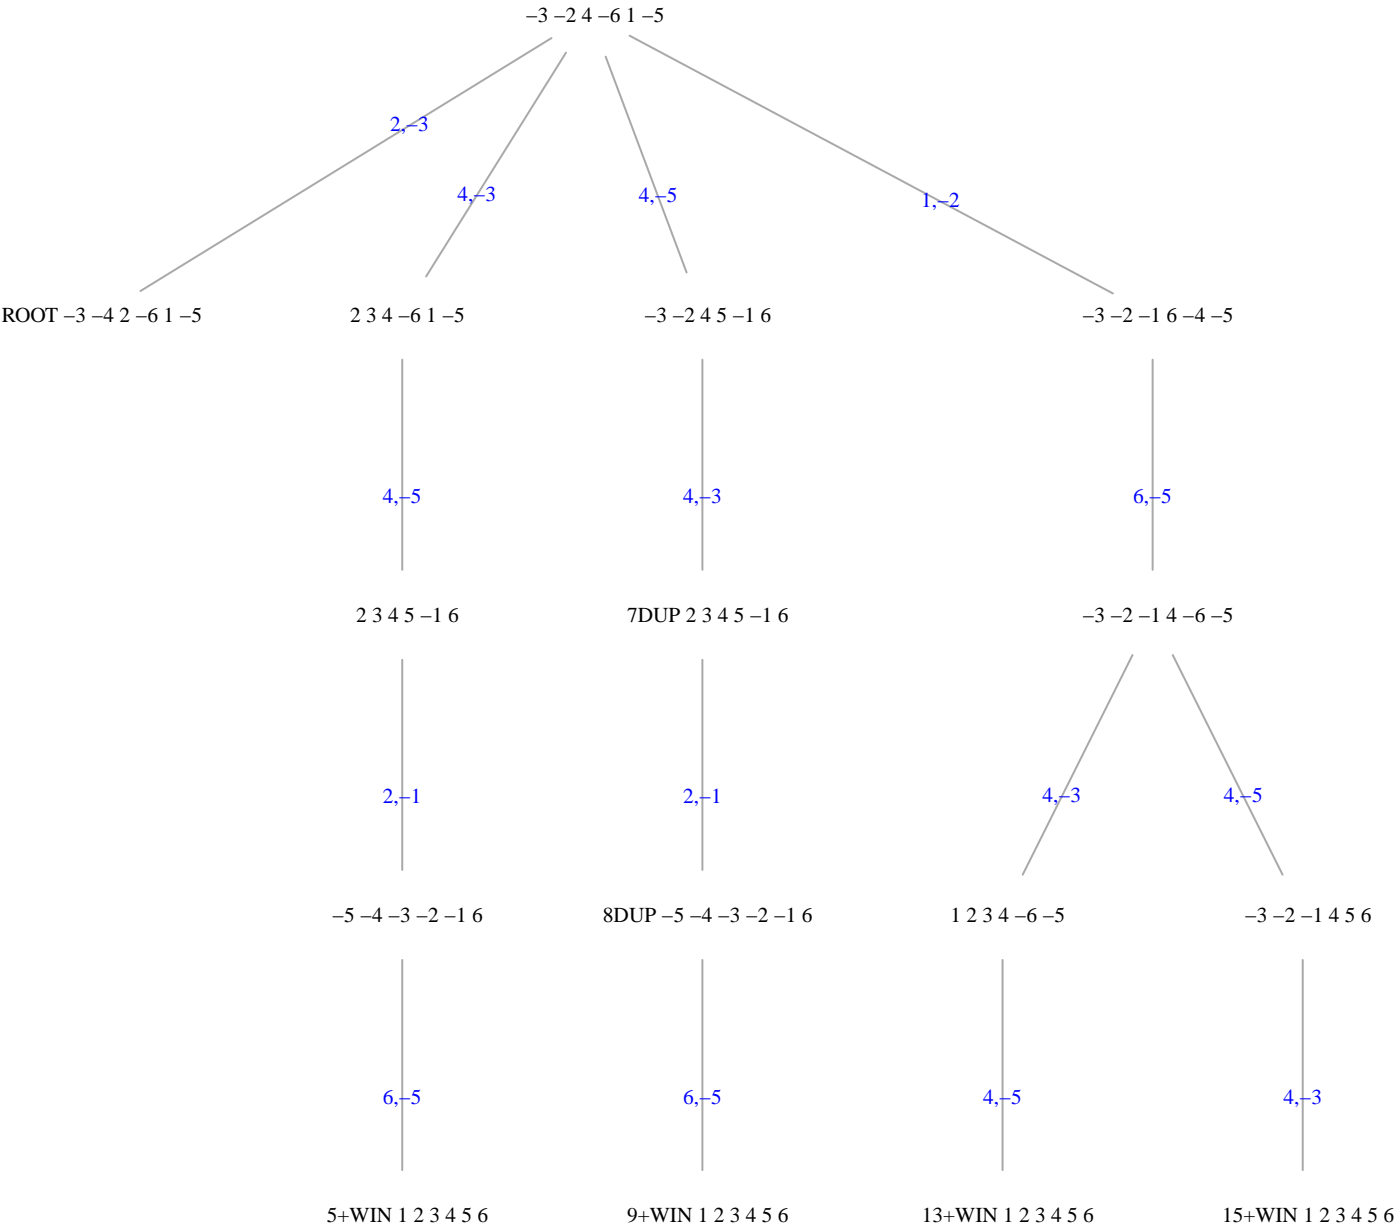 –3 –2 4 –6 1 –5
2,–3
4,–3
4,–5
1,–2
ROOT –3 –4 2 –6 1 –5
2 3 4 –6 1 –5
–3 –2 4 5 –1 6
–3 –2 –1 6 –4 –5
4,–5
4,–3
6,–5
2 3 4 5 –1 6
7DUP 2 3 4 5 –1 6
–3 –2 –1 4 –6 –5
2,–1
2,–1
4,–3
4,–5
–5 –4 –3 –2 –1 6
8DUP –5 –4 –3 –2 –1 6
1 2 3 4 –6 –5
–3 –2 –1 4 5 6
6,–5
6,–5
4,–5
4,–3
5+WIN 1 2 3 4 5 6
9+WIN 1 2 3 4 5 6
13+WIN 1 2 3 4 5 6
15+WIN 1 2 3 4 5 6